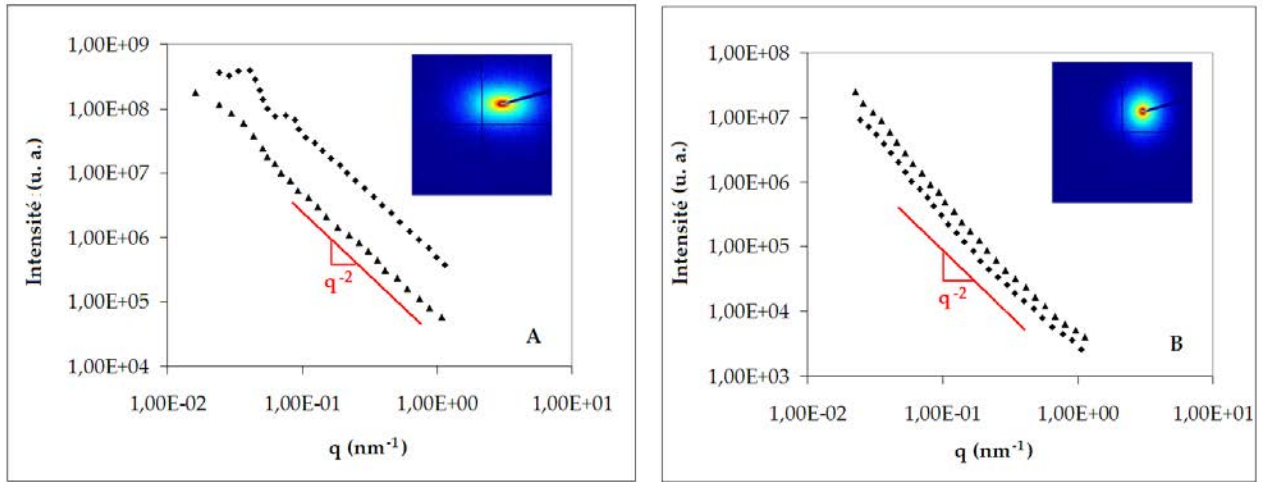 1,00E+09
1,00E+08
1,00E+07
1,00E+06
1,00E+05
1,00E+04
Intensité (u. a.)
q⁻²
A
1,00E-02 1,00E-01 1,00E+00 1,00E+01
q (nm⁻¹)
1,00E+08
1,00E+07
1,00E+06
1,00E+05
1,00E+04
1,00E+03
Intensité (u. a.)
q⁻²
B
1,00E-02 1,00E-01 1,00E+00 1,00E+01
q (nm⁻¹)